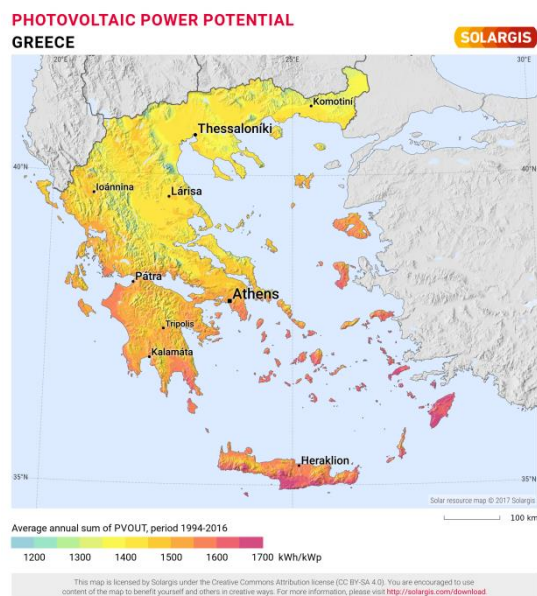 PHOTOVOLTAIC POWER POTENTIAL
GREECE
SOLARGIS
20°E
25°E
30°E
Komotiní
Thessaloníki
40°N
40°N
Ioánnina
Lárisa
Pátra
Athens
Tripolis
Kalamáta
Heraklion
35°N
35°N
Solar resource map © 2017 Solargis
100 km
Average annual sum of PVOUT, period 1994-2016
1200 1300 1400 1500 1600 1700 kWh/kWp
This map is licensed by Solargis under the Creative Commons Attribution license (CC BY-SA 4.0). You are encouraged to use
content of the map to benefit yourself and others in creative ways. For more information, please visit http://solargis.com/download.